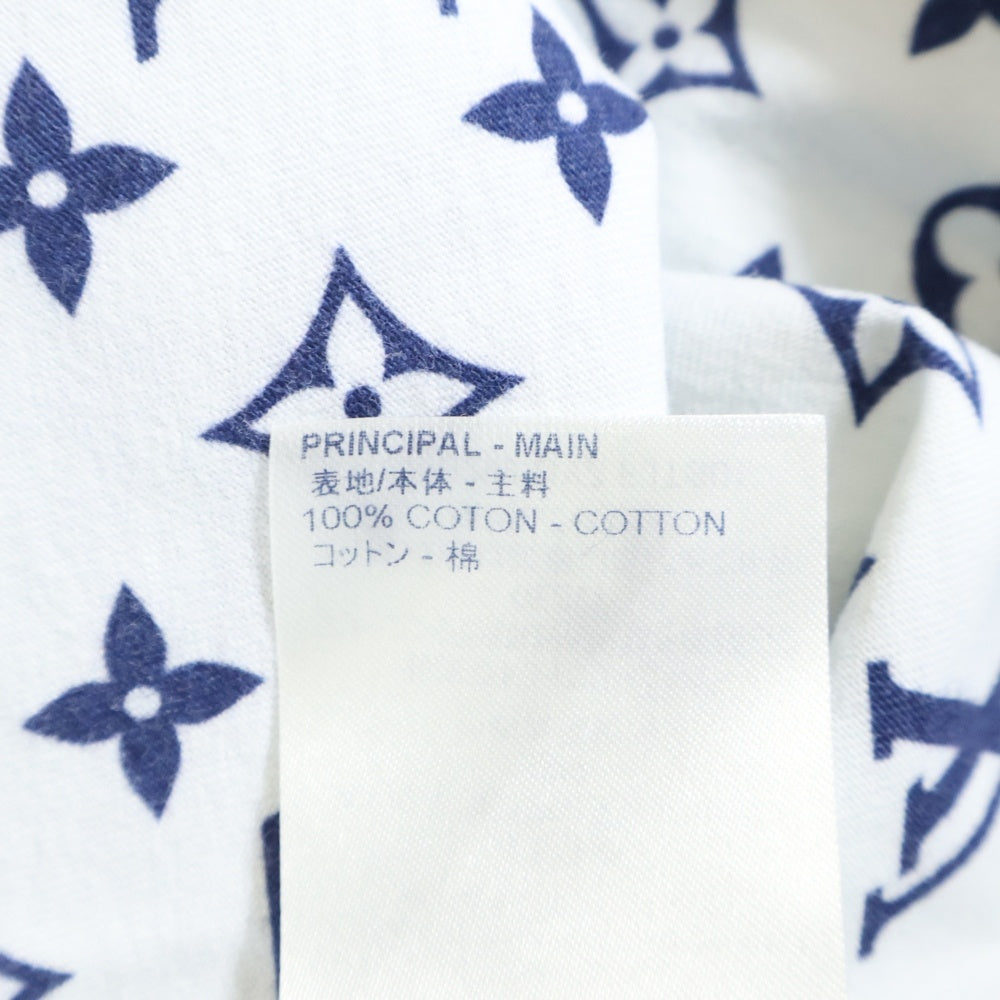 PRINCIPAL - MAIN
表地/本体 - 主料
100% COTON - COTTON
コットン - 棉